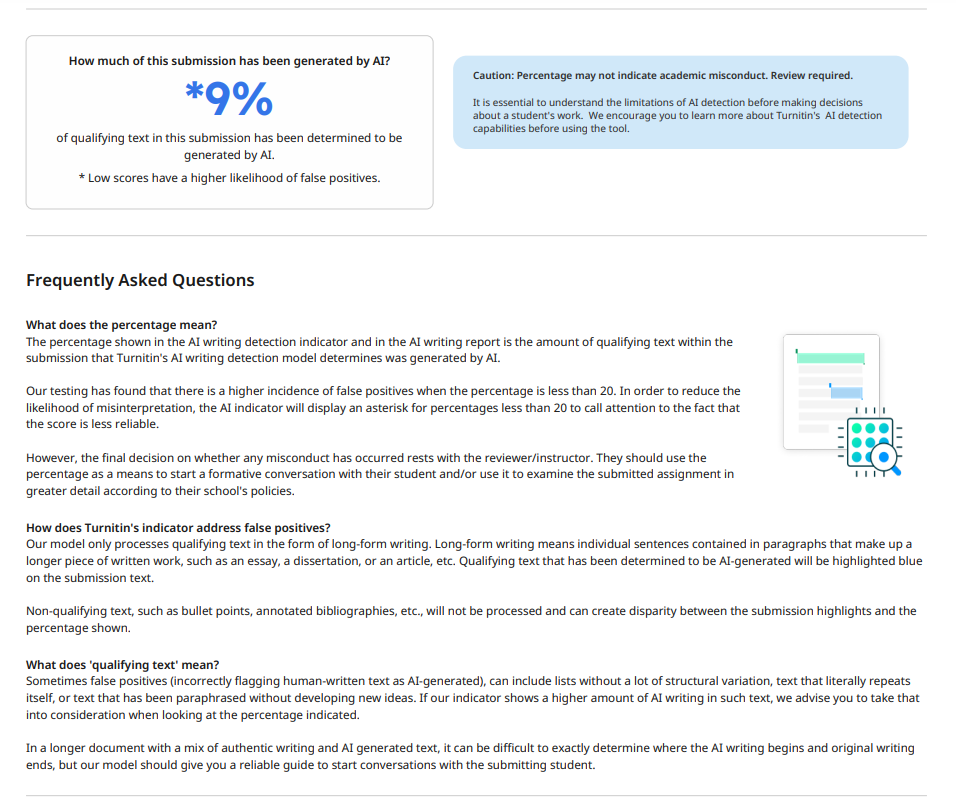 How much of this submission has been generated by AI?
*9%
of qualifying text in this submission has been determined to be
generated by AI.
* Low scores have a higher likelihood of false positives.
Caution: Percentage may not indicate academic misconduct. Review required.
It is essential to understand the limitations of AI detection before making decisions
about a student's work.  We encourage you to learn more about Turnitin's  AI detection
capabilities before using the tool.
Frequently Asked Questions
What does the percentage mean?
The percentage shown in the AI writing detection indicator and in the AI writing report is the amount of qualifying text within the
submission that Turnitin's AI writing detection model determines was generated by AI.
Our testing has found that there is a higher incidence of false positives when the percentage is less than 20. In order to reduce the
likelihood of misinterpretation, the AI indicator will display an asterisk for percentages less than 20 to call attention to the fact that
the score is less reliable.
However, the final decision on whether any misconduct has occurred rests with the reviewer/instructor. They should use the
percentage as a means to start a formative conversation with their student and/or use it to examine the submitted assignment in
greater detail according to their school's policies.
How does Turnitin's indicator address false positives?
Our model only processes qualifying text in the form of long-form writing. Long-form writing means individual sentences contained in paragraphs that make up a
longer piece of written work, such as an essay, a dissertation, or an article, etc. Qualifying text that has been determined to be AI-generated will be highlighted blue
on the submission text.
Non-qualifying text, such as bullet points, annotated bibliographies, etc., will not be processed and can create disparity between the submission highlights and the
percentage shown.
What does 'qualifying text' mean?
Sometimes false positives (incorrectly flagging human-written text as AI-generated), can include lists without a lot of structural variation, text that literally repeats
itself, or text that has been paraphrased without developing new ideas. If our indicator shows a higher amount of AI writing in such text, we advise you to take that
into consideration when looking at the percentage indicated.
In a longer document with a mix of authentic writing and AI generated text, it can be difficult to exactly determine where the AI writing begins and original writing
ends, but our model should give you a reliable guide to start conversations with the submitting student.